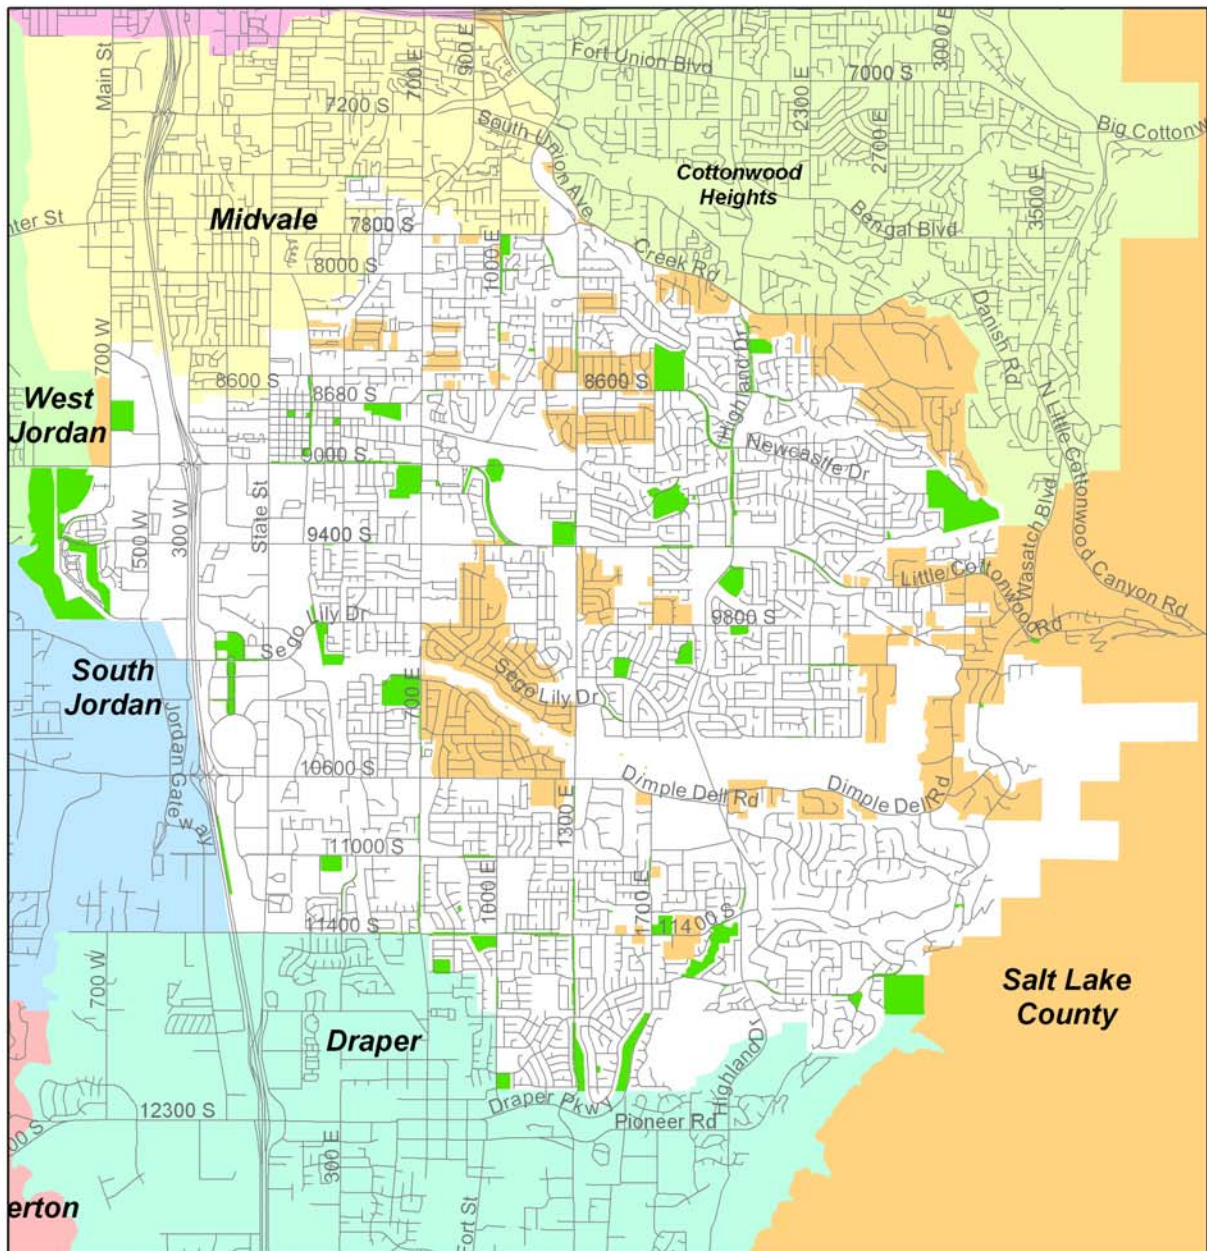 Main St
700 E
900 E
Fort Union Blvd
2300 E
7000 S
3000 E
7200 S
South Union Ave
2700 E
Big Cottonw
Cottonwood
Heights
3500 E
nter St
Midvale
7800 S
Bengal Blvd
1000 E
8000 S
Creek Rd
Danish Rd
700 W
Highland Dr
8600 S
8680 S
8600 S
West
Jordan
N Little Cottonwood Canyon Rd
9000 S
Newcastle Dr
State St
500 W
300 W
9400 S
Wasatch Blvd
Little Cottonwood Rd
9800 S
Sego Lily Dr
South
Jordan
700 E
Sego Lily Dr
Jordan Gateway
10600 S
Dimple Dell Rd
Dimple Dell Rd
1300 E
11000 S
1000 E
1700 E
11400 S
11400 S
700 W
Salt Lake
County
Draper
Highland Dr
12300 S
Draper Pkwy
Pioneer Rd
00 S
300 E
erton
Fort St